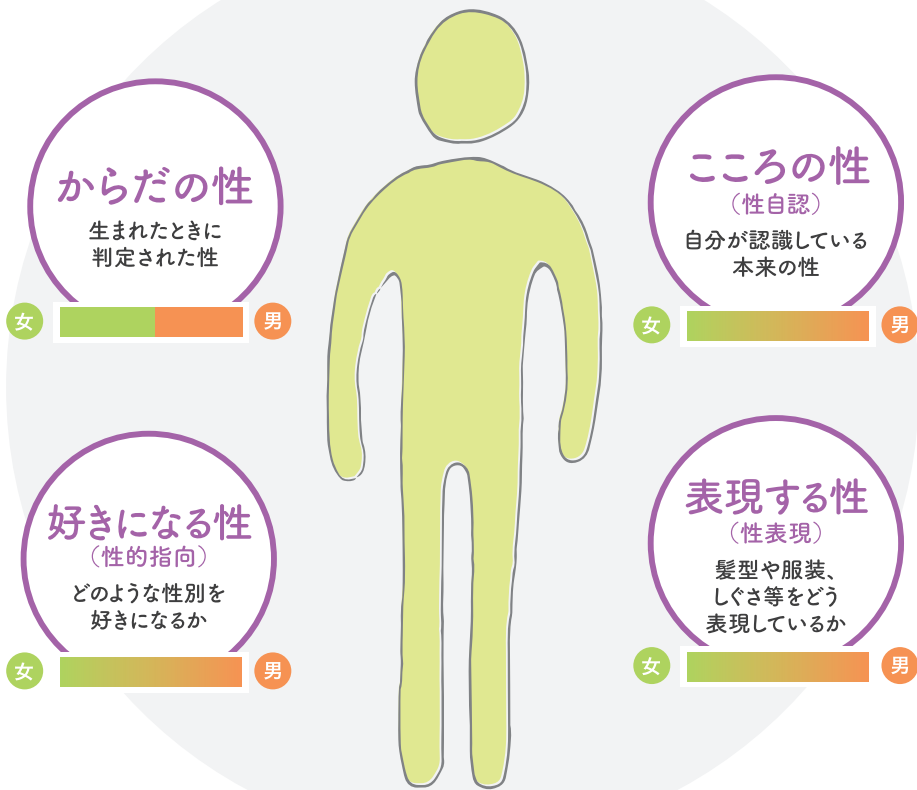 からだの性
生まれたときに
判定された性
女
男
こころの性
（性自認）
自分が認識している
本来の性
女
男
好きになる性
（性的指向）
どのような性別を
好きになるか
女
男
表現する性
（性表現）
髪型や服装、
しぐさ等をどう
表現しているか
女
男